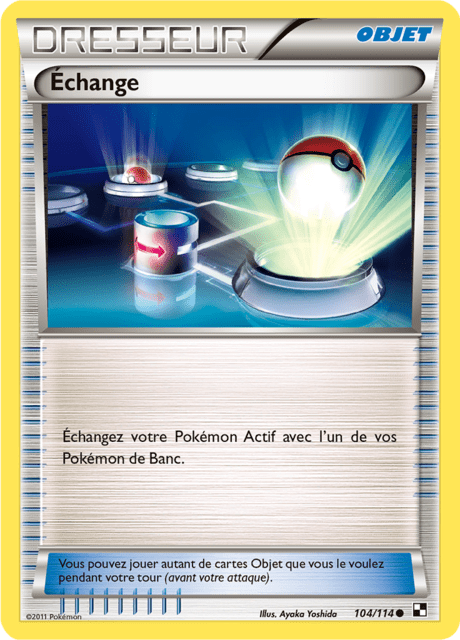 DRESSEUR
OBJET
Échange
Échangez votre Pokémon Actif avec l'un de vos
Pokémon de Banc.
Vous pouvez jouer autant de cartes Objet que vous le voulez
pendant votre tour (avant votre attaque).
©2011 Pokémon
Illus. Ayaka Yoshida
104/114